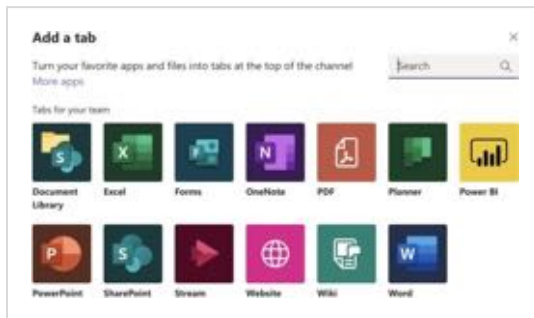 Add a tab
Turn your favorite apps and files into tabs at the top of the channel
More apps
Search
Tabs for your team
S
X
F
N
Document Library
Excel
Forms
OneNote
PDF
Planner
Power BI
P
S
W
PowerPoint
SharePoint
Stream
Website
Wiki
Word